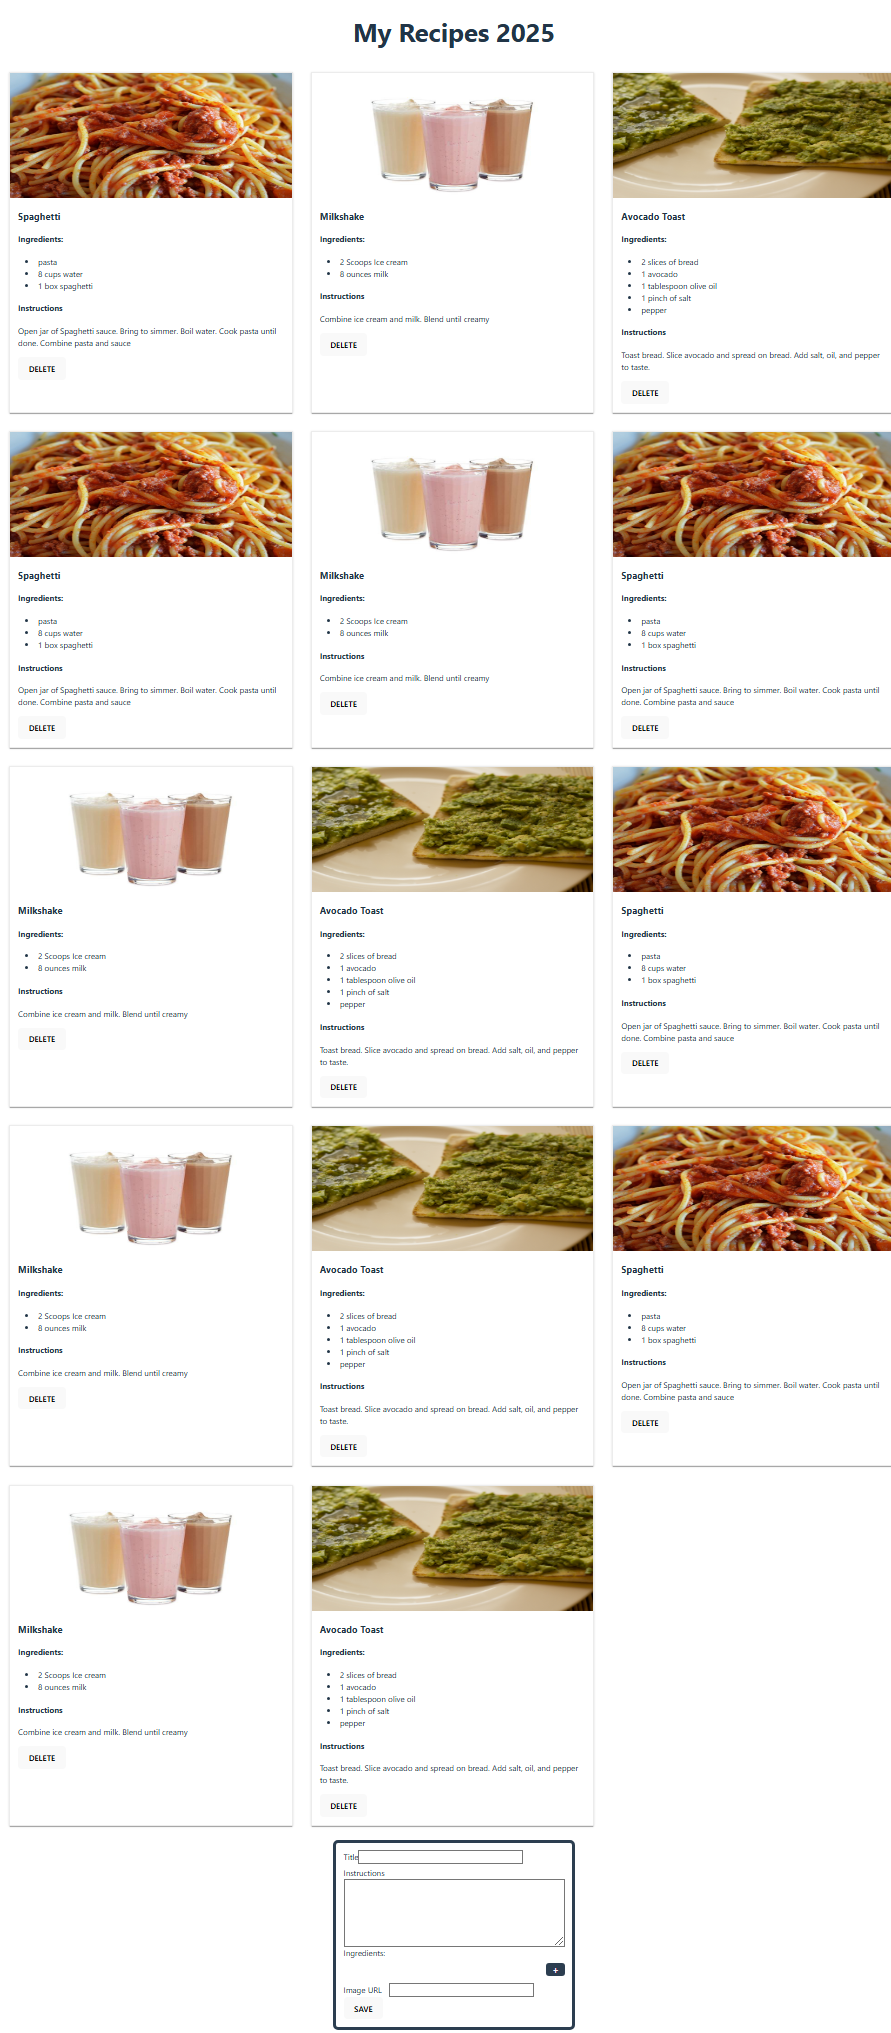 My Recipes 2025
Spaghetti
Ingredients:
pasta
8 cups water
1 box spaghetti
Instructions
Open jar of Spaghetti sauce. Bring to simmer. Boil water. Cook pasta until
done. Combine pasta and sauce
DELETE
Milkshake
Ingredients:
2 Scoops Ice cream
8 ounces milk
Instructions
Combine ice cream and milk. Blend until creamy
DELETE
Avocado Toast
Ingredients:
2 slices of bread
1 avocado
1 tablespoon olive oil
1 pinch of salt
pepper
Instructions
Toast bread. Slice avocado and spread on bread. Add salt, oil, and pepper
to taste.
DELETE
Spaghetti
Ingredients:
pasta
8 cups water
1 box spaghetti
Instructions
Open jar of Spaghetti sauce. Bring to simmer. Boil water. Cook pasta until
done. Combine pasta and sauce
DELETE
Milkshake
Ingredients:
2 Scoops Ice cream
8 ounces milk
Instructions
Combine ice cream and milk. Blend until creamy
DELETE
Spaghetti
Ingredients:
pasta
8 cups water
1 box spaghetti
Instructions
Open jar of Spaghetti sauce. Bring to simmer. Boil water. Cook pasta until
done. Combine pasta and sauce
DELETE
Milkshake
Ingredients:
2 Scoops Ice cream
8 ounces milk
Instructions
Combine ice cream and milk. Blend until creamy
DELETE
Avocado Toast
Ingredients:
2 slices of bread
1 avocado
1 tablespoon olive oil
1 pinch of salt
pepper
Instructions
Toast bread. Slice avocado and spread on bread. Add salt, oil, and pepper
to taste.
DELETE
Spaghetti
Ingredients:
pasta
8 cups water
1 box spaghetti
Instructions
Open jar of Spaghetti sauce. Bring to simmer. Boil water. Cook pasta until
done. Combine pasta and sauce
DELETE
Milkshake
Ingredients:
2 Scoops Ice cream
8 ounces milk
Instructions
Combine ice cream and milk. Blend until creamy
DELETE
Avocado Toast
Ingredients:
2 slices of bread
1 avocado
1 tablespoon olive oil
1 pinch of salt
pepper
Instructions
Toast bread. Slice avocado and spread on bread. Add salt, oil, and pepper
to taste.
DELETE
Spaghetti
Ingredients:
pasta
8 cups water
1 box spaghetti
Instructions
Open jar of Spaghetti sauce. Bring to simmer. Boil water. Cook pasta until
done. Combine pasta and sauce
DELETE
Milkshake
Ingredients:
2 Scoops Ice cream
8 ounces milk
Instructions
Combine ice cream and milk. Blend until creamy
DELETE
Avocado Toast
Ingredients:
2 slices of bread
1 avocado
1 tablespoon olive oil
1 pinch of salt
pepper
Instructions
Toast bread. Slice avocado and spread on bread. Add salt, oil, and pepper
to taste.
DELETE
Title
Instructions
Ingredients:
+
Image URL
SAVE